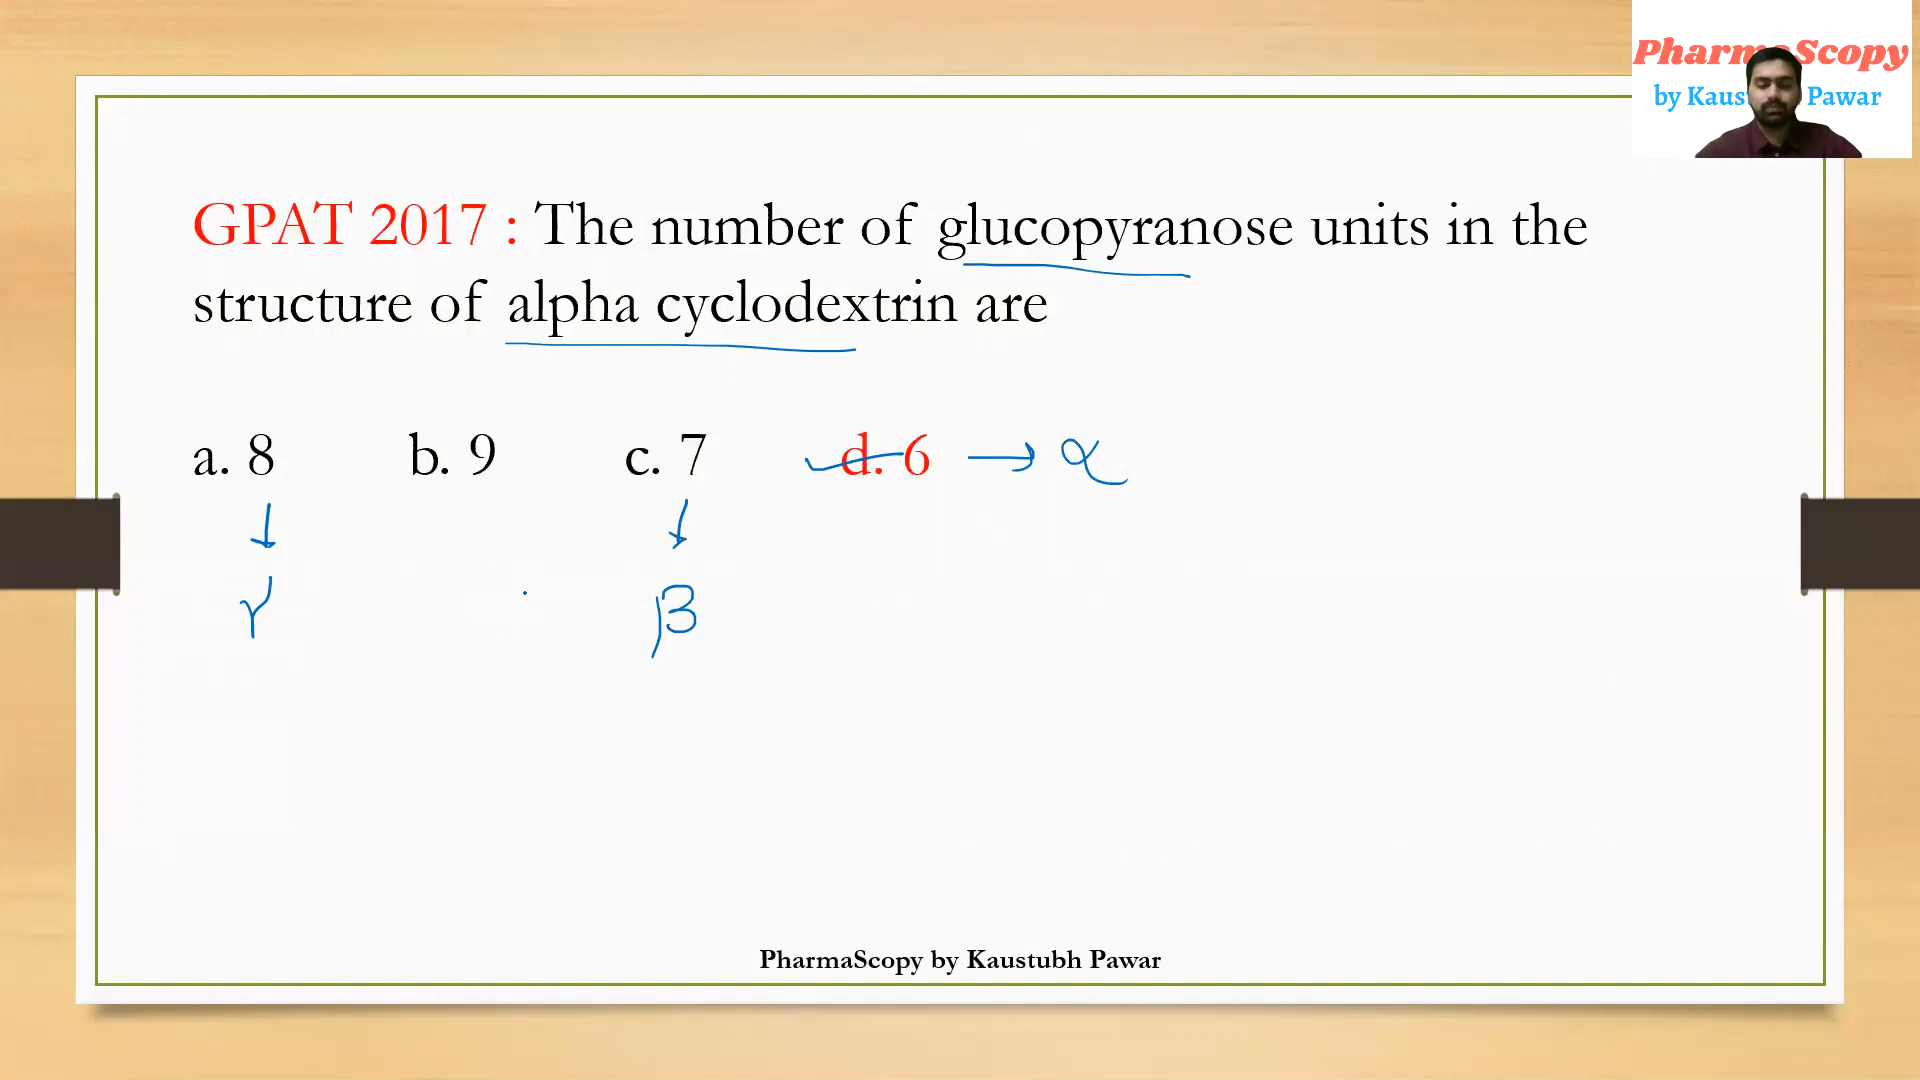 PharmaScopy
by Kaustubh Pawar
GPAT 2017 : The number of glucopyranose units in the
structure of alpha cyclodextrin are
a. 8 b. 9 c. 7 d. 6 → α
↓ ↓
γ β
PharmaScopy by Kaustubh Pawar